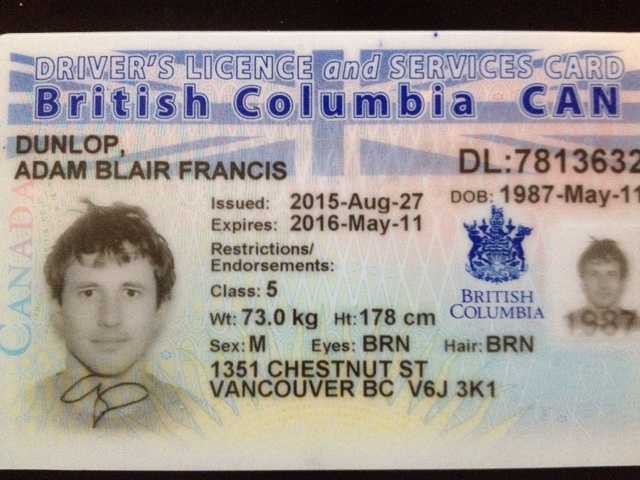 DRIVER'S LICENCE and SERVICES CARD
British Columbia CAN
CANADA
DUNLOP,
ADAM BLAIR FRANCIS
DL:7813632
Issued: 2015-Aug-27
Expires: 2016-May-11
DOB: 1987-May-11
Restrictions/
Endorsements:
Class: 5
Wt: 73.0 kg Ht: 178 cm
Sex: M Eyes: BRN Hair: BRN
1351 CHESTNUT ST
VANCOUVER BC V6J 3K1
BRITISH
COLUMBIA